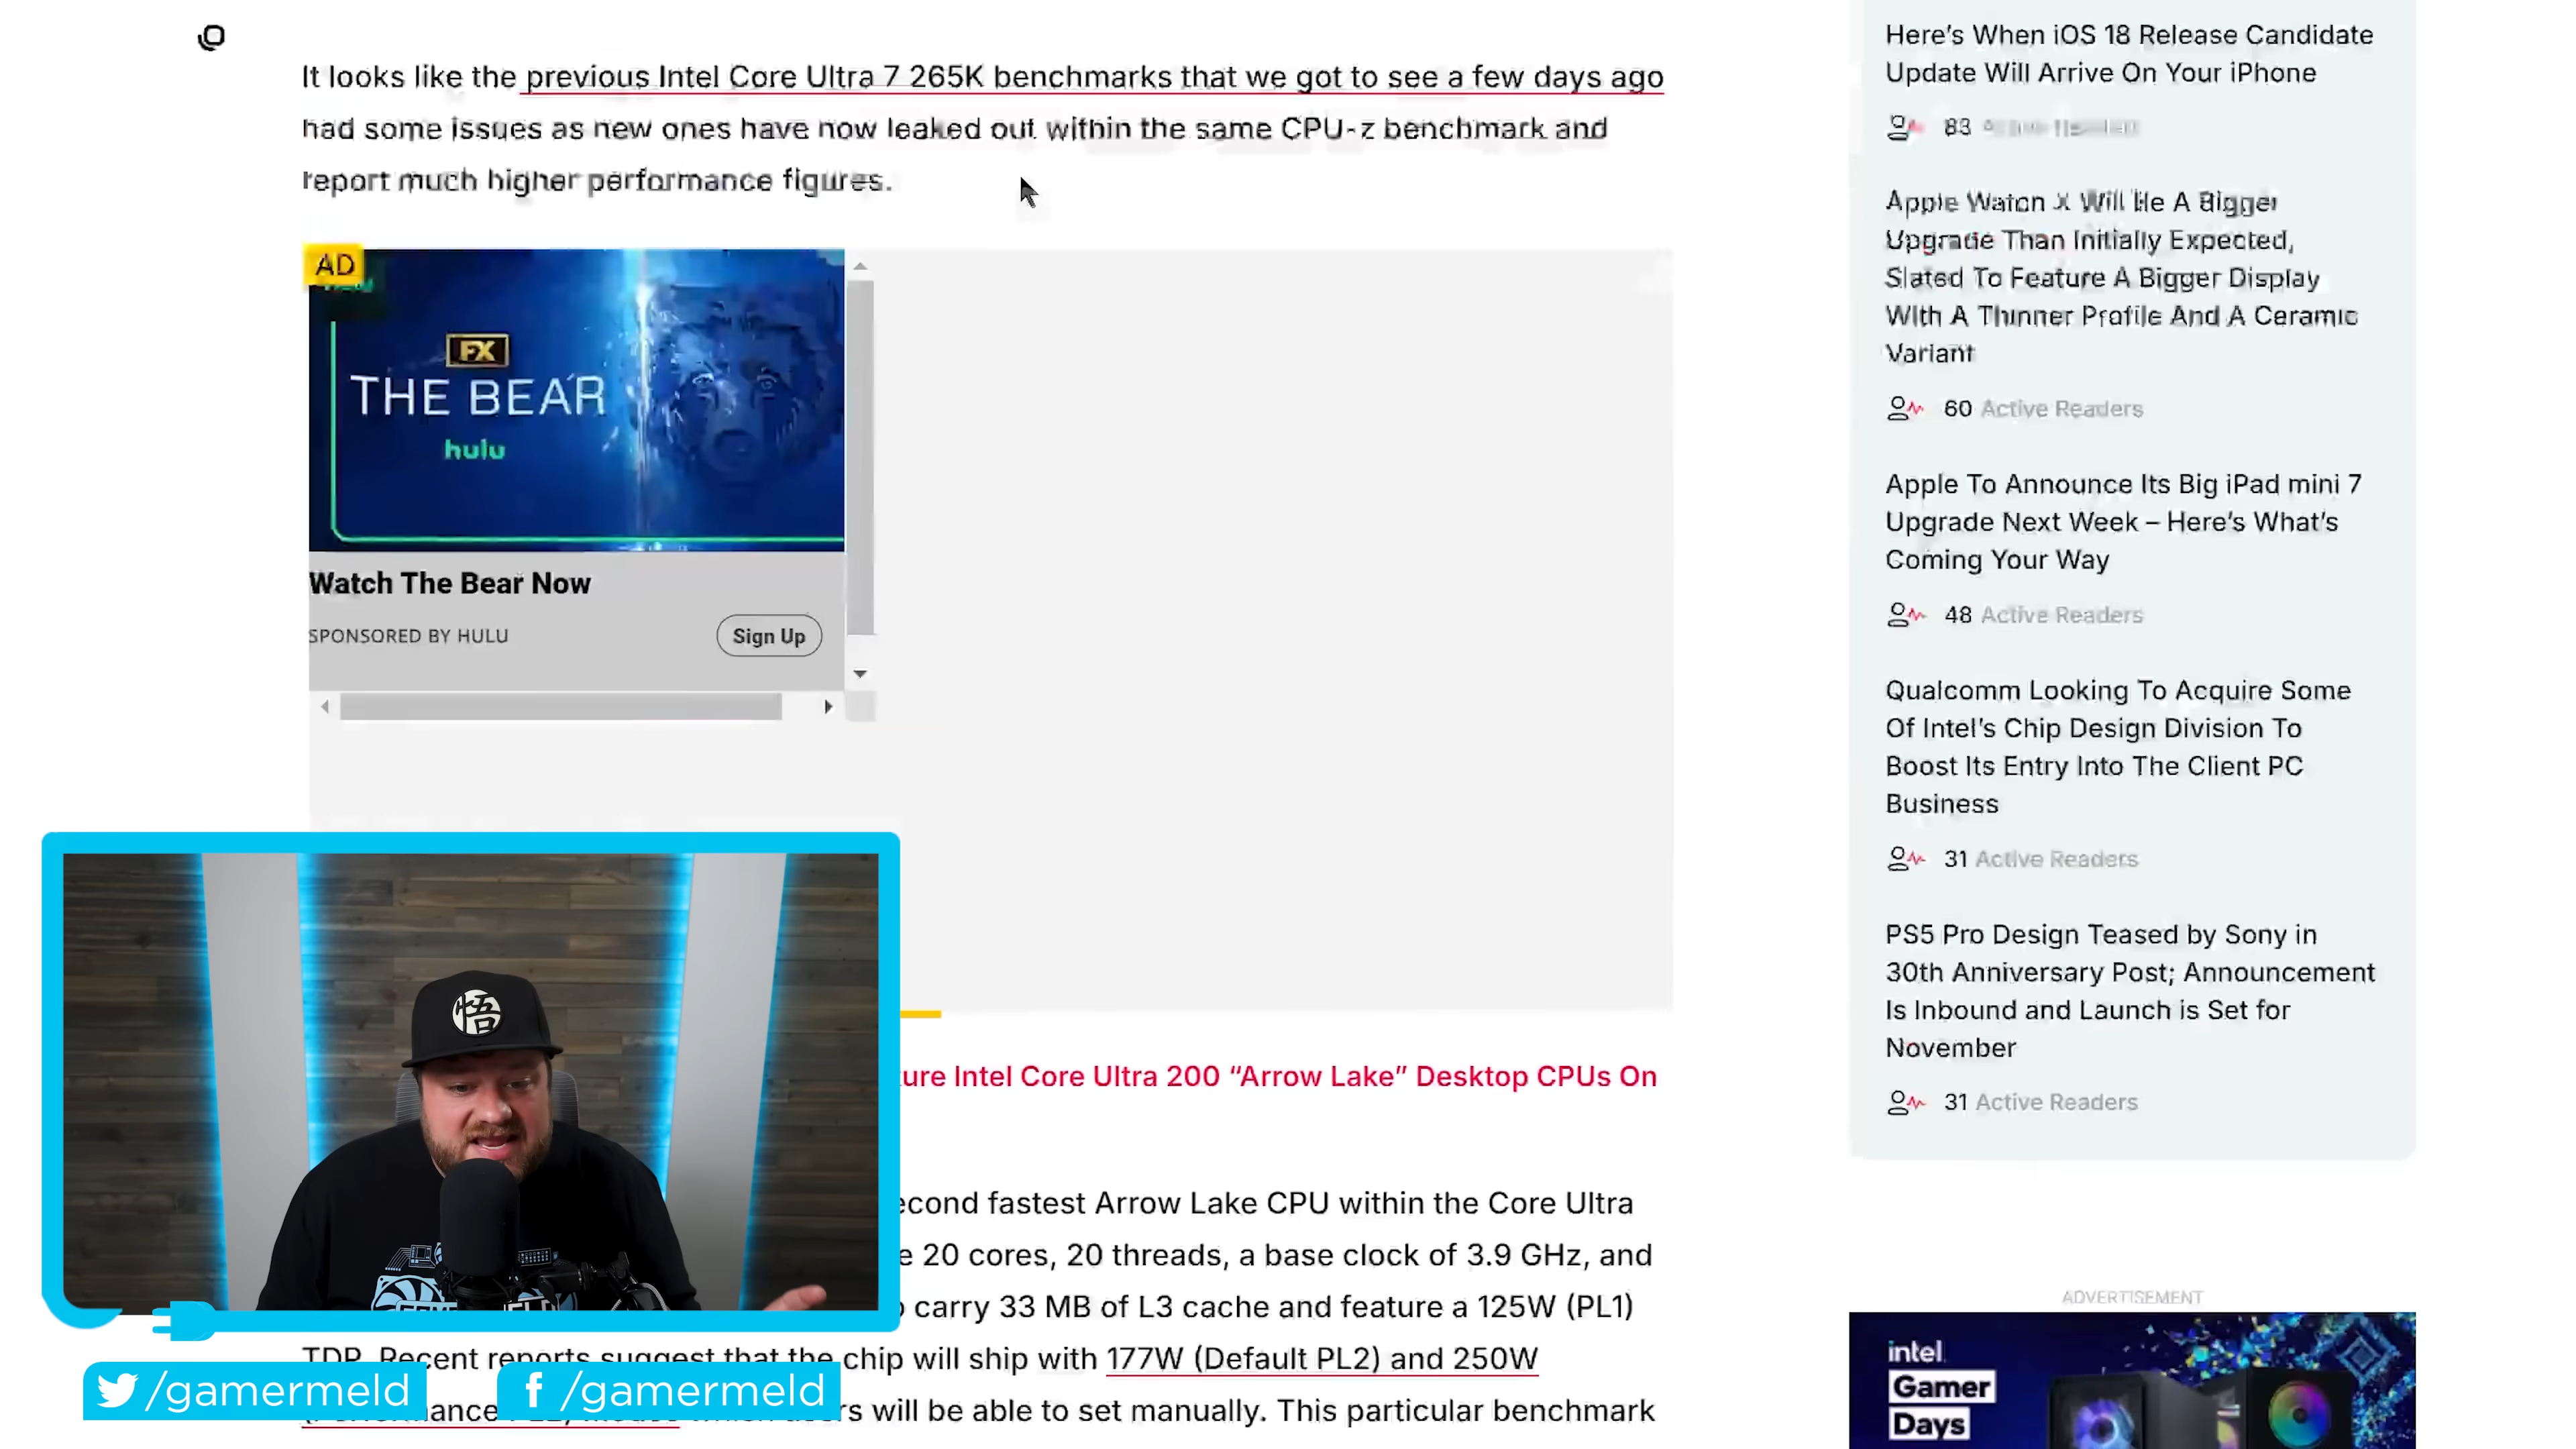 It looks like the previous Intel Core Ultra 7 265K benchmarks that we got to see a few days ago
had some issues as new ones have now leaked out within the same CPU-z benchmark and
report much higher performance figures.
AD
FX
THE BEAR
hulu
Watch The Bear Now
SPONSORED BY HULU
Sign Up
悟
ture Intel Core Ultra 200 “Arrow Lake” Desktop CPUs On
econd fastest Arrow Lake CPU within the Core Ultra
e 20 cores, 20 threads, a base clock of 3.9 GHz, and
carry 33 MB of L3 cache and feature a 125W (PL1)
TDP. Recent reports suggest that the chip will ship with 177W (Default PL2) and 250W
will be able to set manually. This particular benchmark
/gamermeld
f /gamermeld
Here's When iOS 18 Release Candidate
Update Will Arrive On Your iPhone
83 Active Readers
Apple Watch X Will Be A Bigger
Upgrade Than Initially Expected,
Slated To Feature A Bigger Display
With A Thinner Profile And A Ceramic
Variant
60 Active Readers
Apple To Announce Its Big iPad mini 7
Upgrade Next Week – Here's What's
Coming Your Way
48 Active Readers
Qualcomm Looking To Acquire Some
Of Intel's Chip Design Division To
Boost Its Entry Into The Client PC
Business
31 Active Readers
PS5 Pro Design Teased by Sony in
30th Anniversary Post; Announcement
Is Inbound and Launch is Set for
November
31 Active Readers
ADVERTISEMENT
intel
Gamer
Days